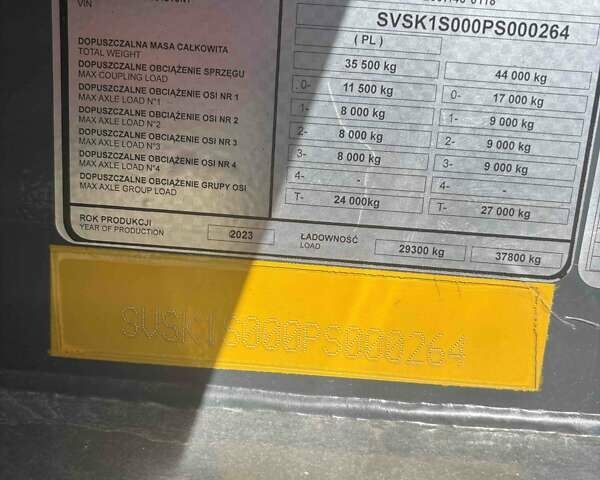 VIN SVSK1S000PS000264
( PL )
DOPUSZCZALNA MASA CAŁKOWITA 35 500 kg 44 000 kg
TOTAL WEIGHT
DOPUSZCZALNE OBCIĄŻENIE SPRZĘGU 0- 11 500 kg 0- 17 000 kg
MAX COUPLING LOAD
DOPUSZCZALNE OBCIĄŻENIE OSI NR 1 1- 8 000 kg 1- 9 000 kg
MAX AXLE LOAD N°1
DOPUSZCZALNE OBCIĄŻENIE OSI NR 2 2- 8 000 kg 2- 9 000 kg
MAX AXLE LOAD N°2
DOPUSZCZALNE OBCIĄŻENIE OSI NR 3 3- 8 000 kg 3- 9 000 kg
MAX AXLE LOAD N°3
DOPUSZCZALNE OBCIĄŻENIE OSI NR 4 4- - 4- -
MAX AXLE LOAD N°4
DOPUSZCZALNE OBCIĄŻENIE GRUPY OSI T- 24 000kg T- 27 000 kg
MAX AXLE GROUP LOAD
ROK PRODUKCJI 2023 ŁADOWNOŚĆ 29300 kg 37800 kg
YEAR OF PRODUCTION LOAD
SVSK1S000PS000264